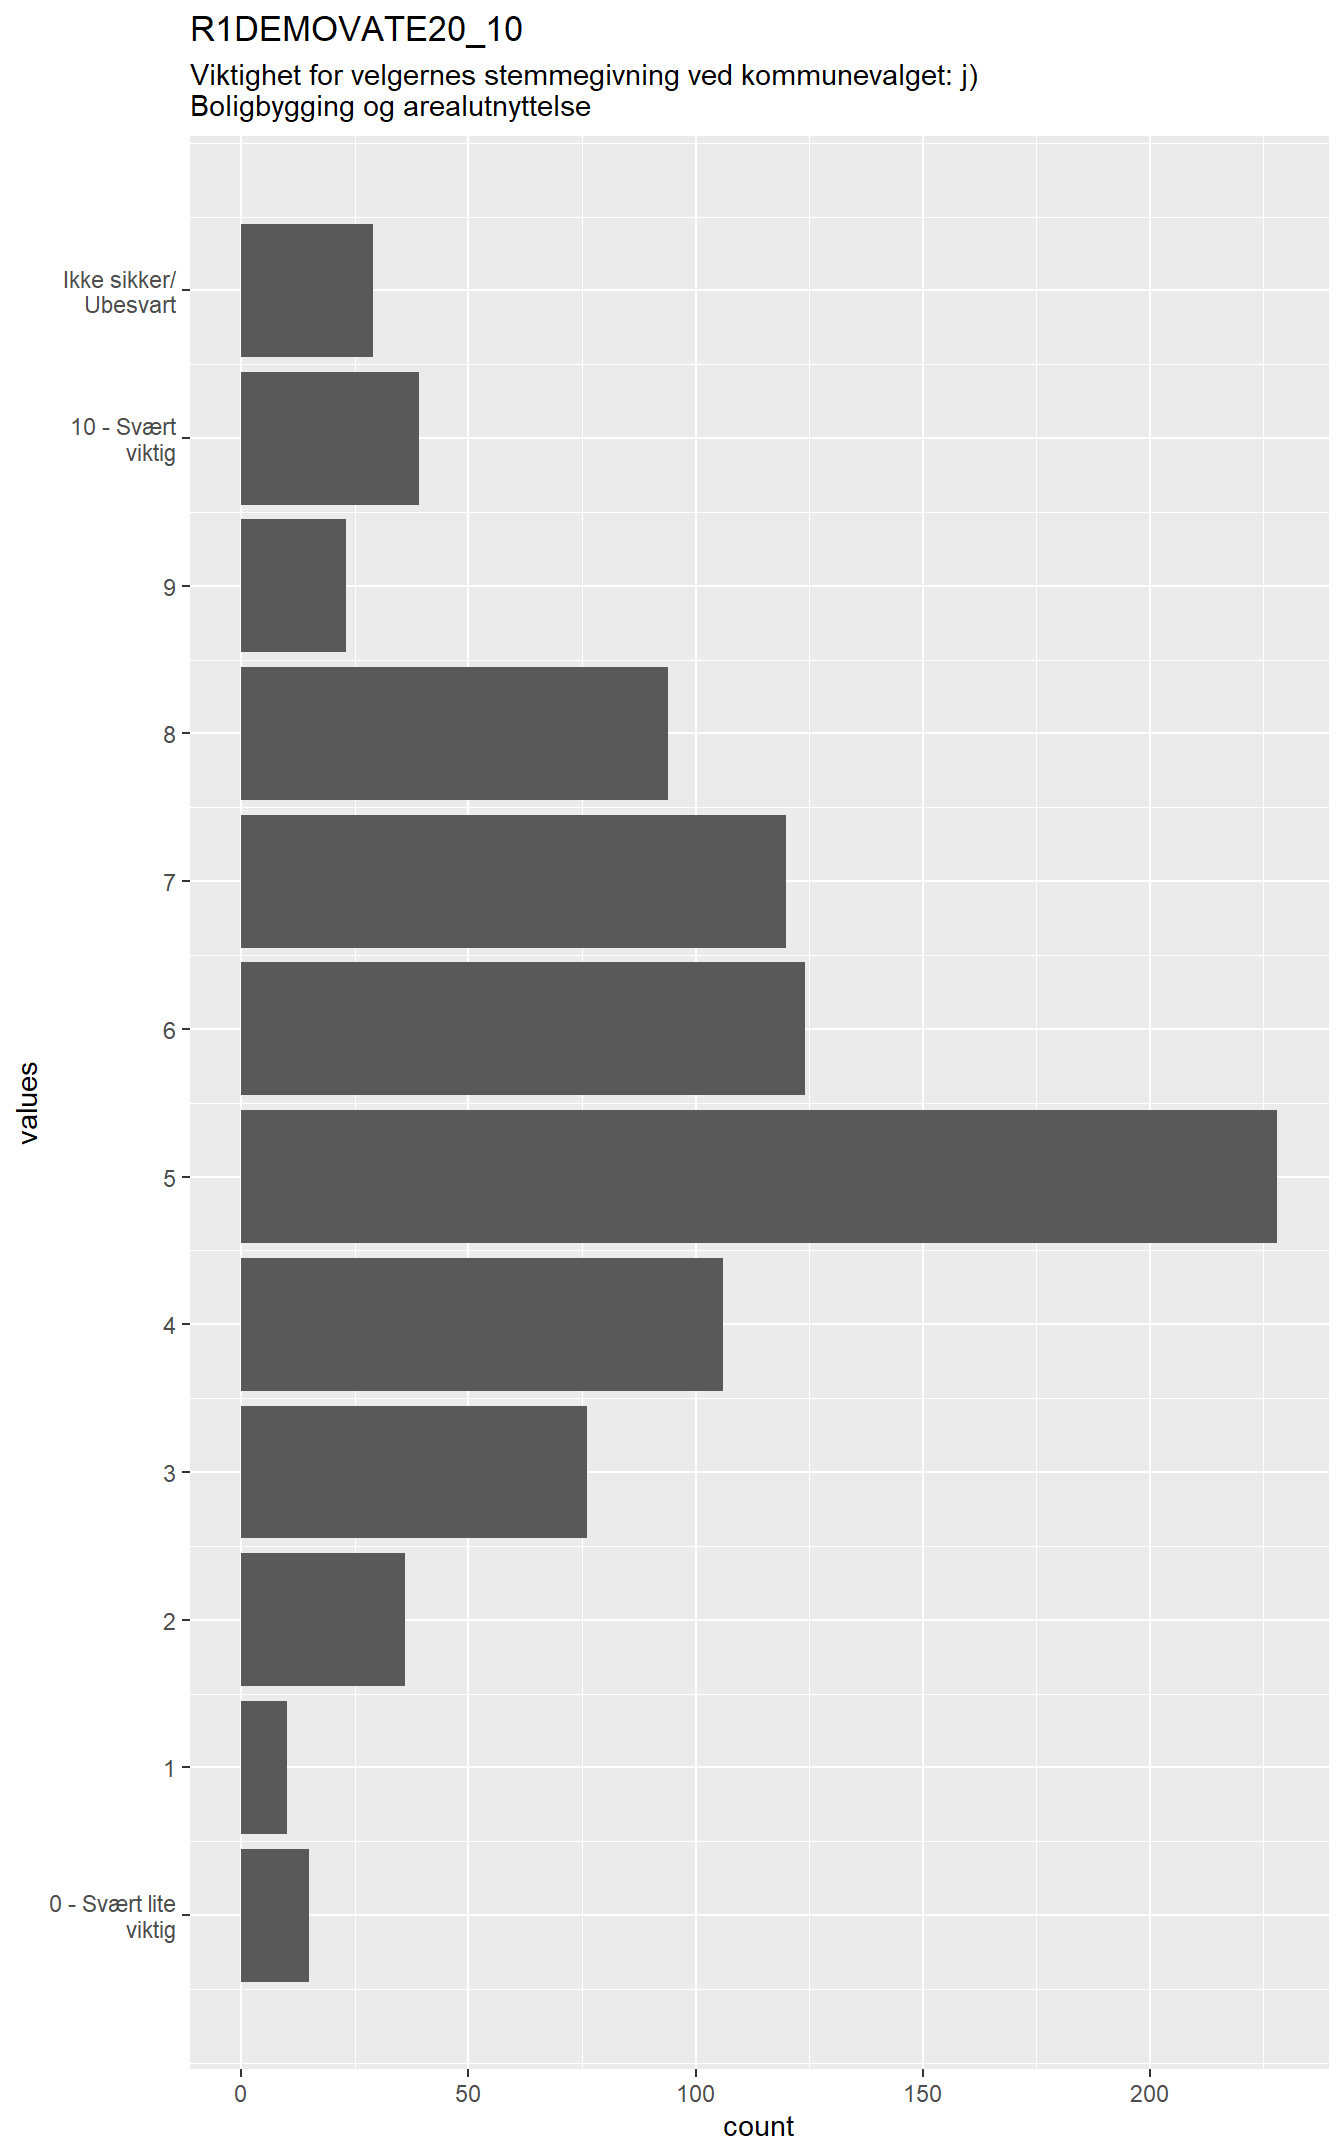 R1DEMOVATE20_10
Viktighet for velgernes stemmegivning ved kommunevalget: j)
Boligbygging og arealutnyttelse
values
Ikke sikker/
Ubesvart
10 - Svært
viktig
9
8
7
6
5
4
3
2
1
0 - Svært lite
viktig
0
50
100
150
200
count